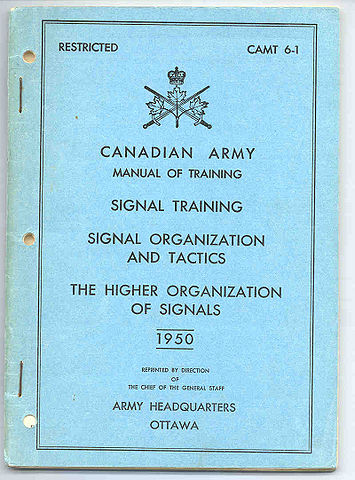 RESTRICTED CAMT 6-1
CANADIAN ARMY
MANUAL OF TRAINING
SIGNAL TRAINING
SIGNAL ORGANIZATION
AND TACTICS
THE HIGHER ORGANIZATION
OF SIGNALS
1950
REPRINTED BY DIRECTION
OF
THE CHIEF OF THE GENERAL STAFF
ARMY HEADQUARTERS
OTTAWA